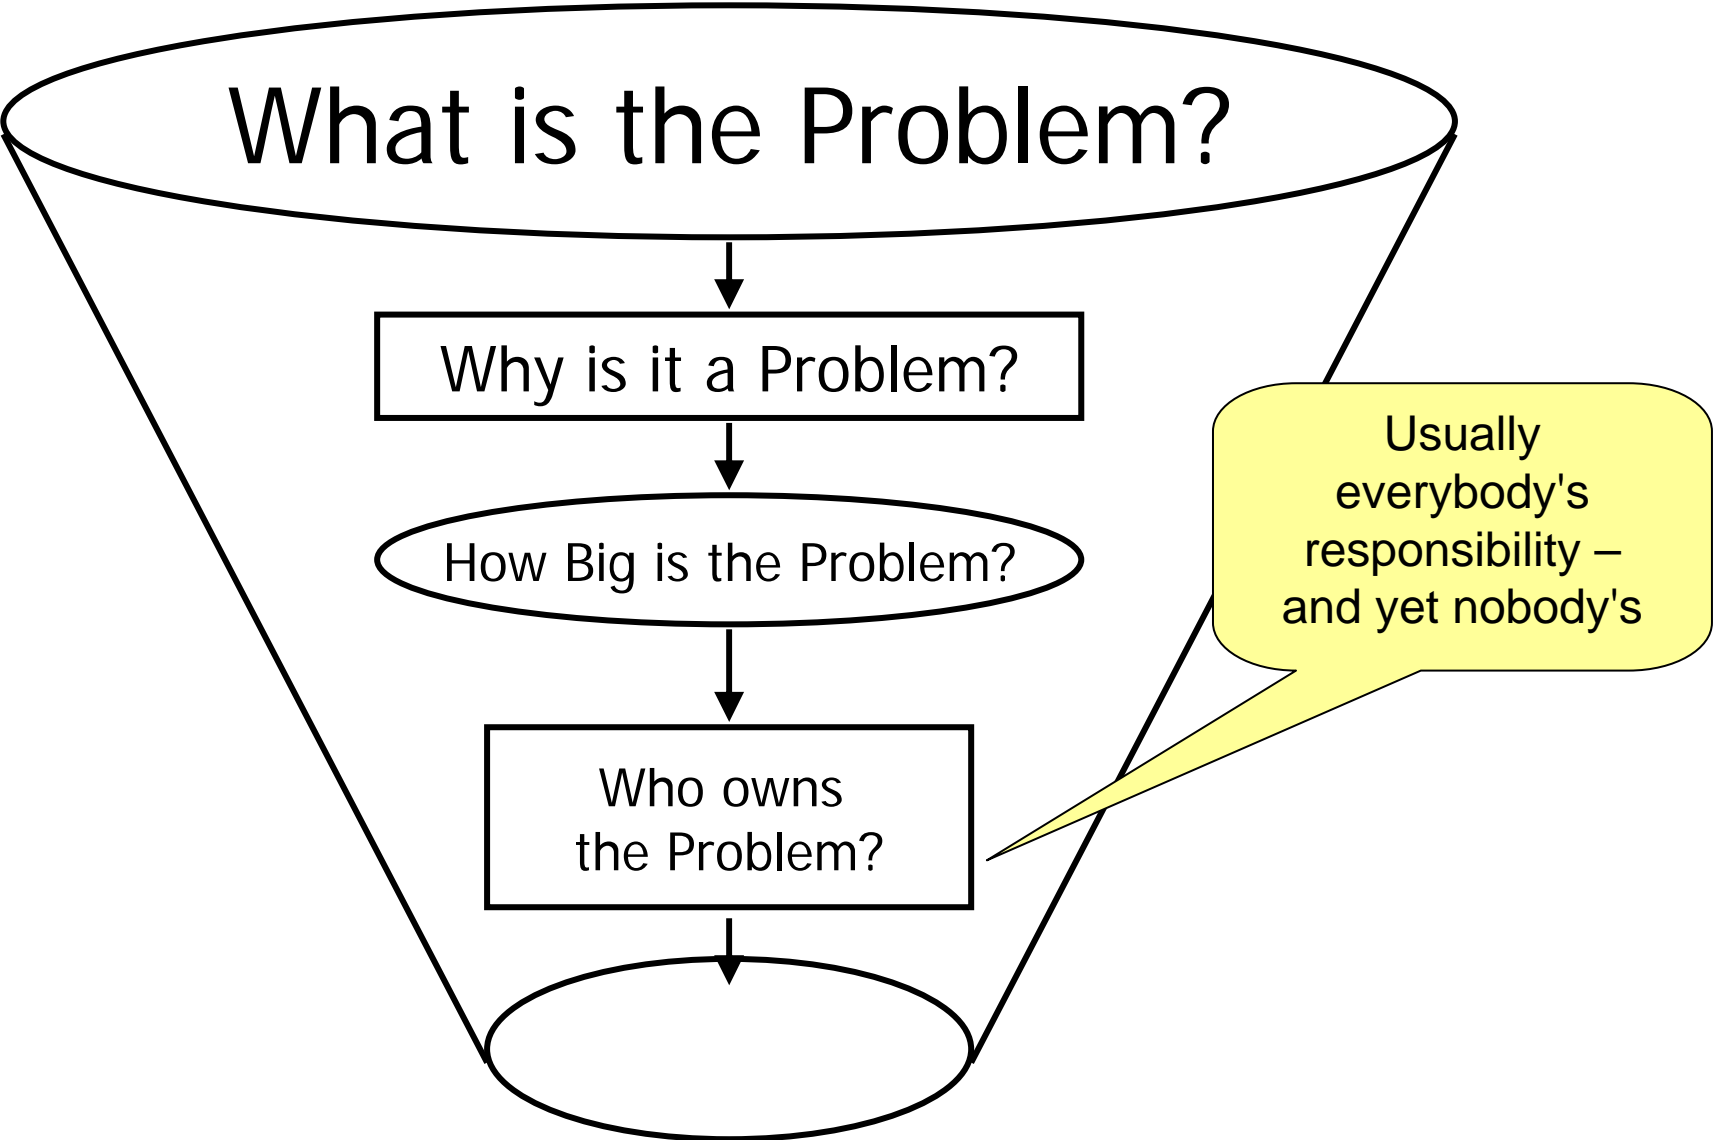 What is the Problem?
Why is it a Problem?
How Big is the Problem?
Who owns
the Problem?
Usually
everybody's
responsibility –
and yet nobody's